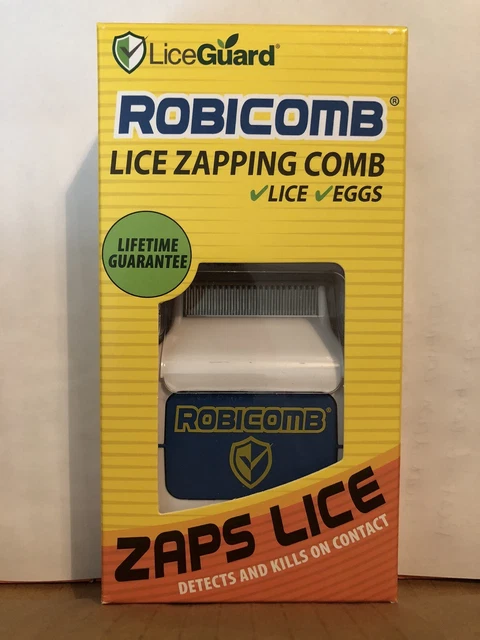 LiceGuard®
ROBICOMB®
LICE ZAPPING COMB
✓LICE ✓EGGS
LIFETIME
GUARANTEE
ROBICOMB®
ZAPS LICE
DETECTS AND KILLS ON CONTACT